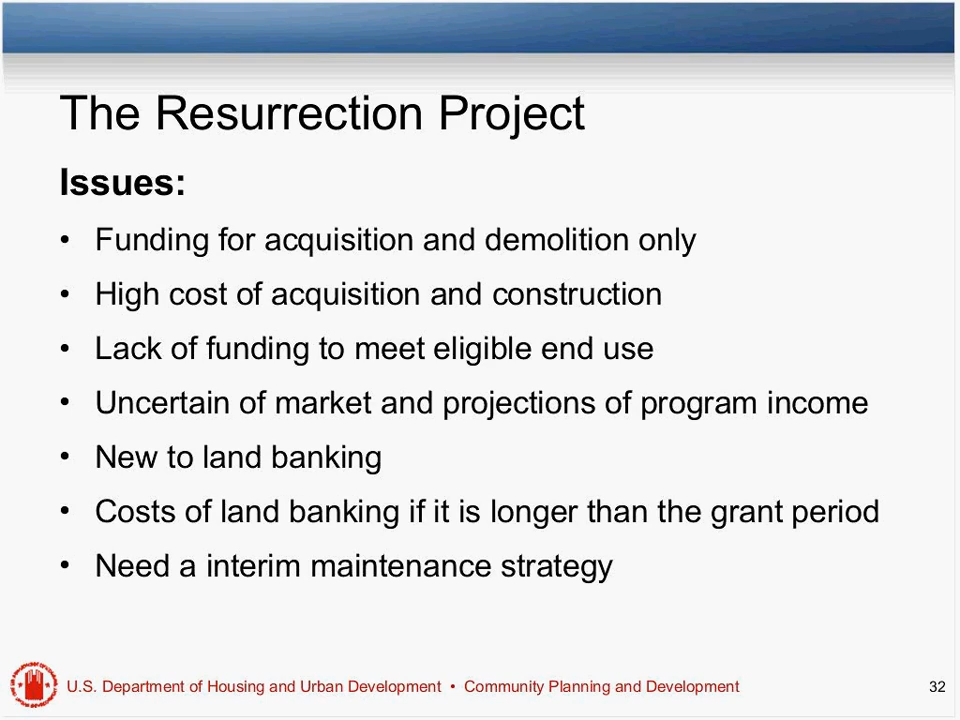 The Resurrection Project
Issues:
• Funding for acquisition and demolition only
• High cost of acquisition and construction
• Lack of funding to meet eligible end use
• Uncertain of market and projections of program income
• New to land banking
• Costs of land banking if it is longer than the grant period
• Need a interim maintenance strategy
U.S. Department of Housing and Urban Development • Community Planning and Development 32